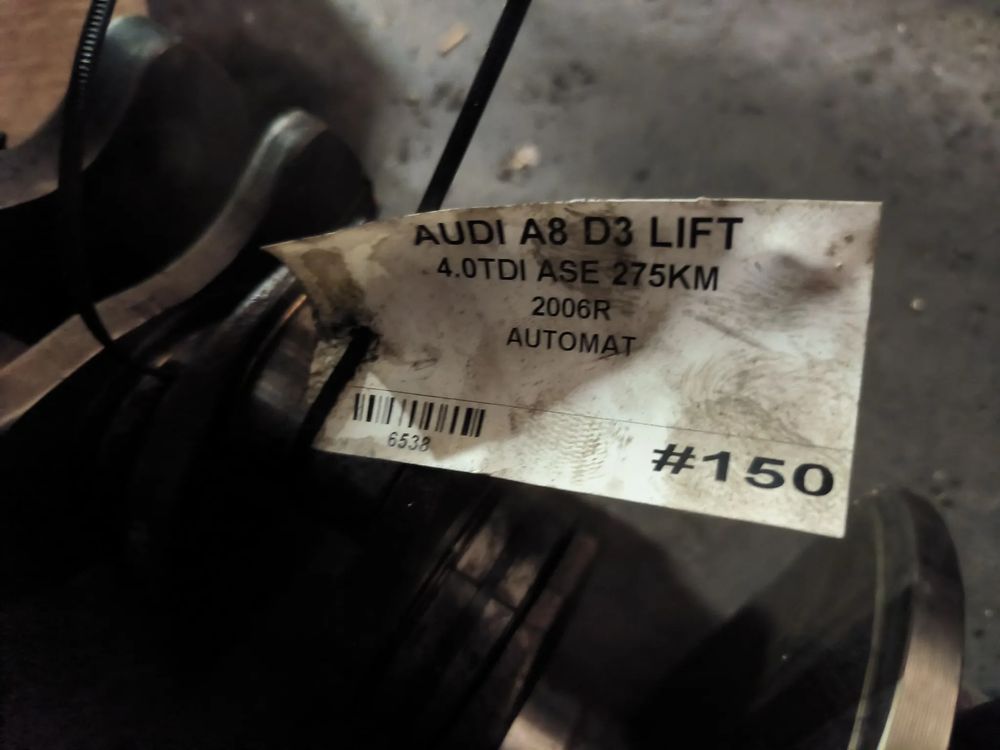 AUDI A8 D3 LIFT
4.0TDI ASE 275KM
2006R
AUTOMAT
6538
#150